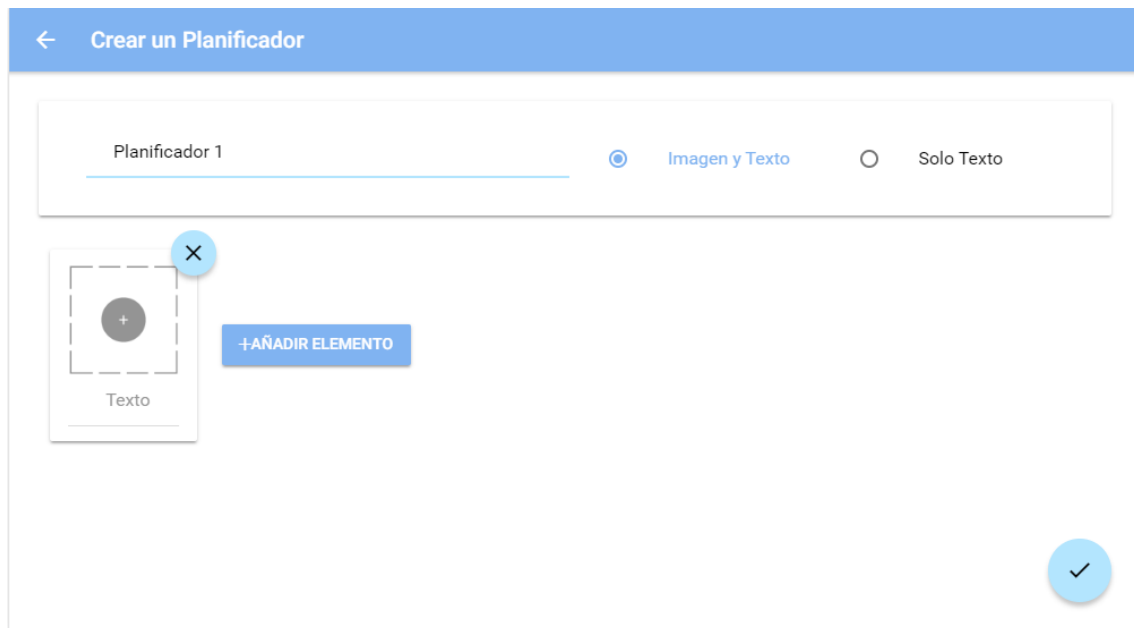 Crear un Planificador
Planificador 1
Imagen y Texto
Solo Texto
+AÑADIR ELEMENTO
Texto